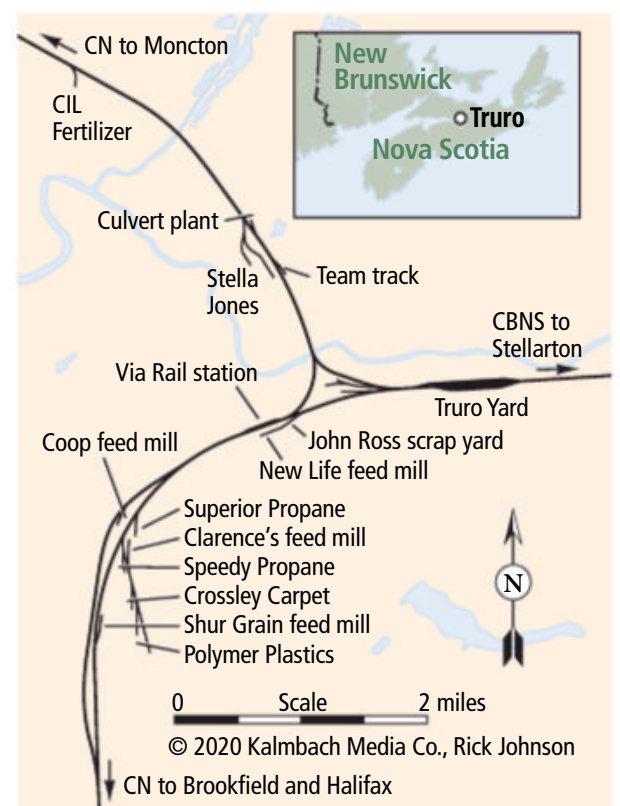 CN to Moncton
CIL
Fertilizer
New
Brunswick
Truro
Nova Scotia
Culvert plant
Stella
Jones
Team track
CBNS to
Stellarton
Via Rail station
Truro Yard
John Ross scrap yard
New Life feed mill
Coop feed mill
Superior Propane
Clarence’s feed mill
Speedy Propane
Crossley Carpet
Shur Grain feed mill
Polymer Plastics
N
0 Scale 2 miles
© 2020 Kalmbach Media Co., Rick Johnson
CN to Brookfield and Halifax